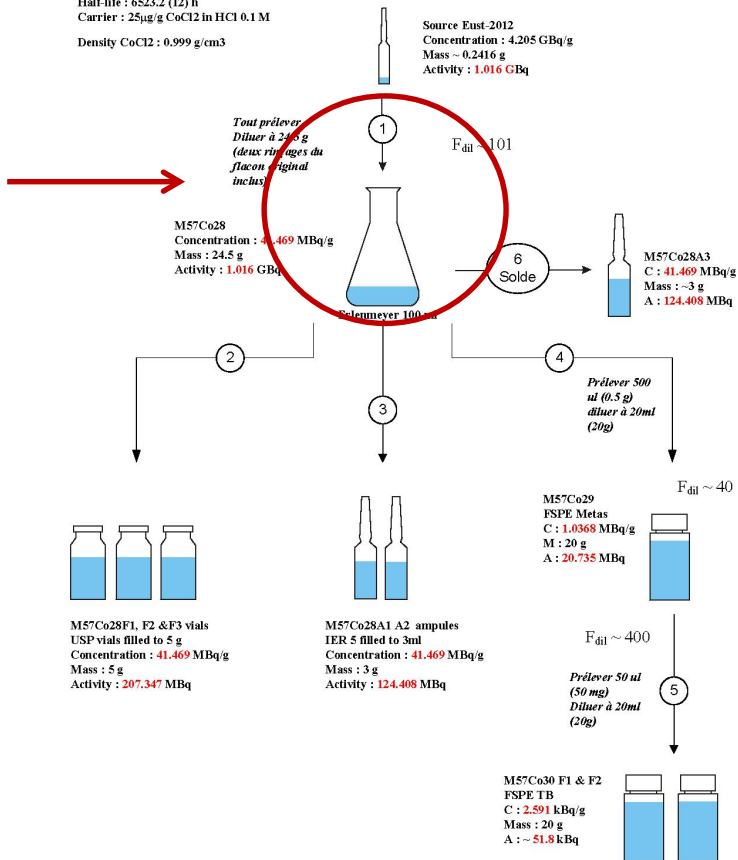 Half-life : 6523.2 (12) h
Carrier : 25µg/g CoCl2 in HCl 0.1 M
Density CoCl2 : 0.999 g/cm3
Source Eust-2012
Concentration : 4.205 GBq/g
Mass ~ 0.2416 g
Activity : 1.016 GBq
1
Tout prélever
Diluer à 24.5 g
(deux rinçages du
flacon original
inclus)
Fdil ~ 101
M57Co28
Concentration : 41.469 MBq/g
Mass : 24.5 g
Activity : 1.016 GBq
Erlenmeyer 100 ml
6
Solde
M57Co28A3
C : 41.469 MBq/g
Mass : ~3 g
A : 124.408 MBq
2
3
4
Prélever 500
ul (0.5 g)
diluer à 20ml
(20g)
Fdil ~ 40
M57Co29
FSPE Metas
C : 1.0368 MBq/g
M : 20 g
A : 20.735 MBq
M57Co28F1, F2 &F3 vials
USP vials filled to 5 g
Concentration : 41.469 MBq/g
Mass : 5 g
Activity : 207.347 MBq
M57Co28A1 A2 ampules
IER 5 filled to 3ml
Concentration : 41.469 MBq/g
Mass : 3 g
Activity : 124.408 MBq
Fdil ~ 400
Prélever 50 ul
(50 mg)
Diluer à 20ml
(20g)
5
M57Co30 F1 & F2
FSPE TB
C : 2.591 kBq/g
Mass : 20 g
A : ~ 51.8 kBq